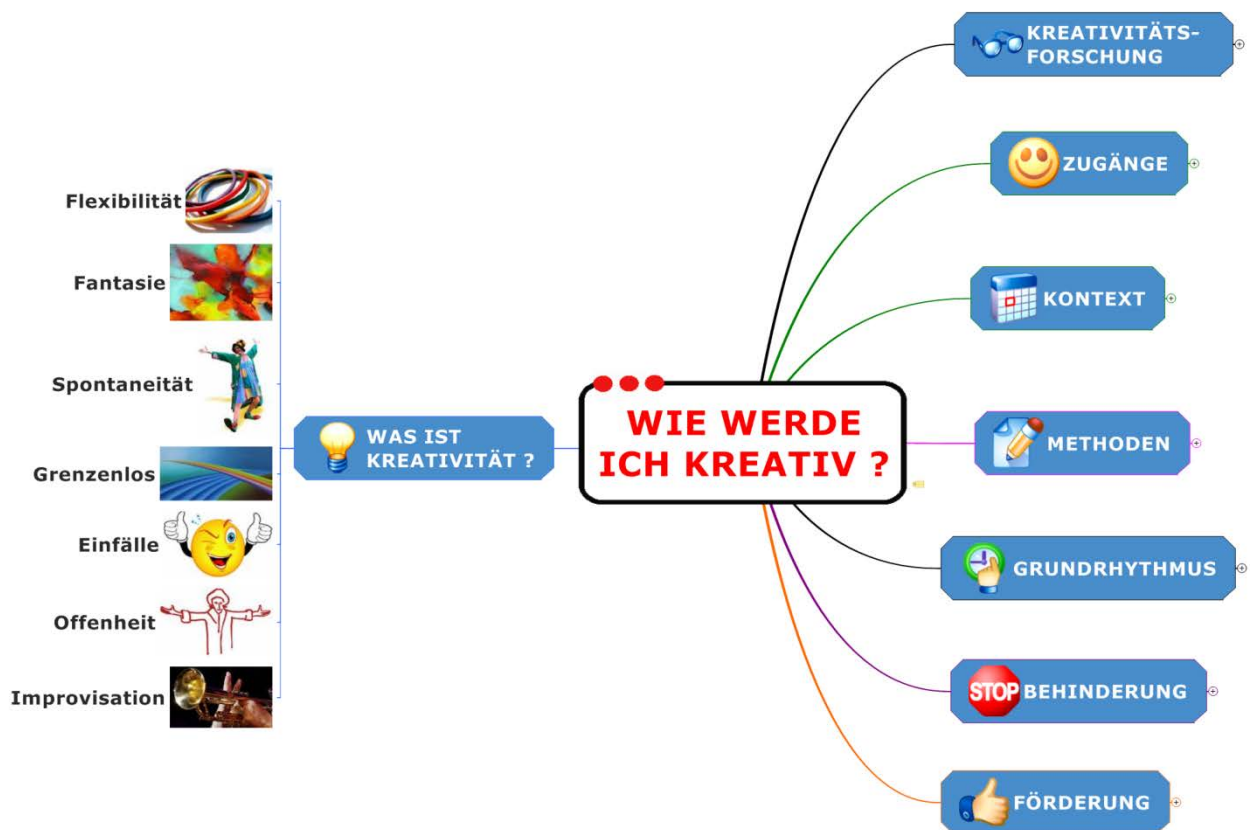 WIE WERDE
ICH KREATIV ?
WAS IST
KREATIVITÄT ?
Flexibilität
Fantasie
Spontaneität
Grenzenlos
Einfälle
Offenheit
Improvisation
KREATIVITÄTS-
FORSCHUNG
ZUGÄNGE
KONTEXT
METHODEN
GRUNDRHYTHMUS
STOP BEHINDERUNG
FÖRDERUNG